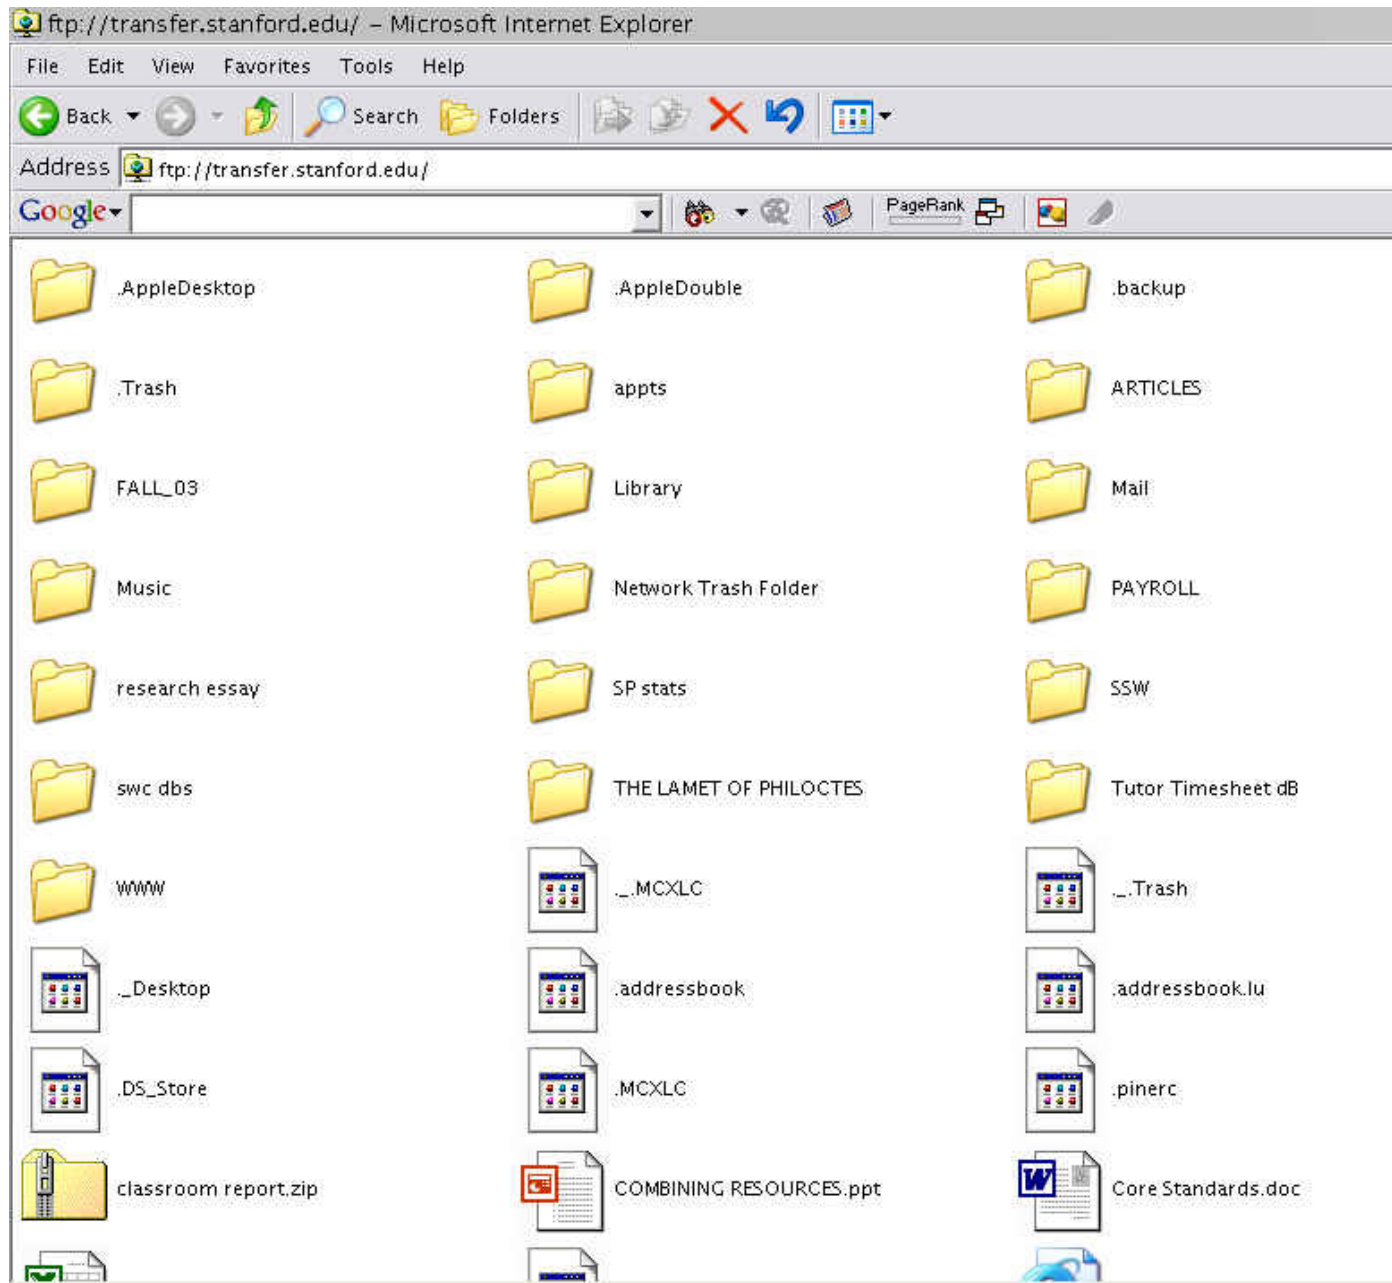 ftp://transfer.stanford.edu/ – Microsoft Internet Explorer
File Edit View Favorites Tools Help
Back Search Folders
Address ftp://transfer.stanford.edu/
Google PageRank
.AppleDesktop .AppleDouble .backup
.Trash appts ARTICLES
FALL_03 Library Mail
Music Network Trash Folder PAYROLL
research essay SP stats SSW
swc dbs THE LAMET OF PHILOCTES Tutor Timesheet dB
WWW ._.MCXLC ._.Trash
._Desktop .addressbook .addressbook.lu
.DS_Store .MCXLC .pinerc
classroom report.zip COMBINING RESOURCES.ppt Core Standards.doc